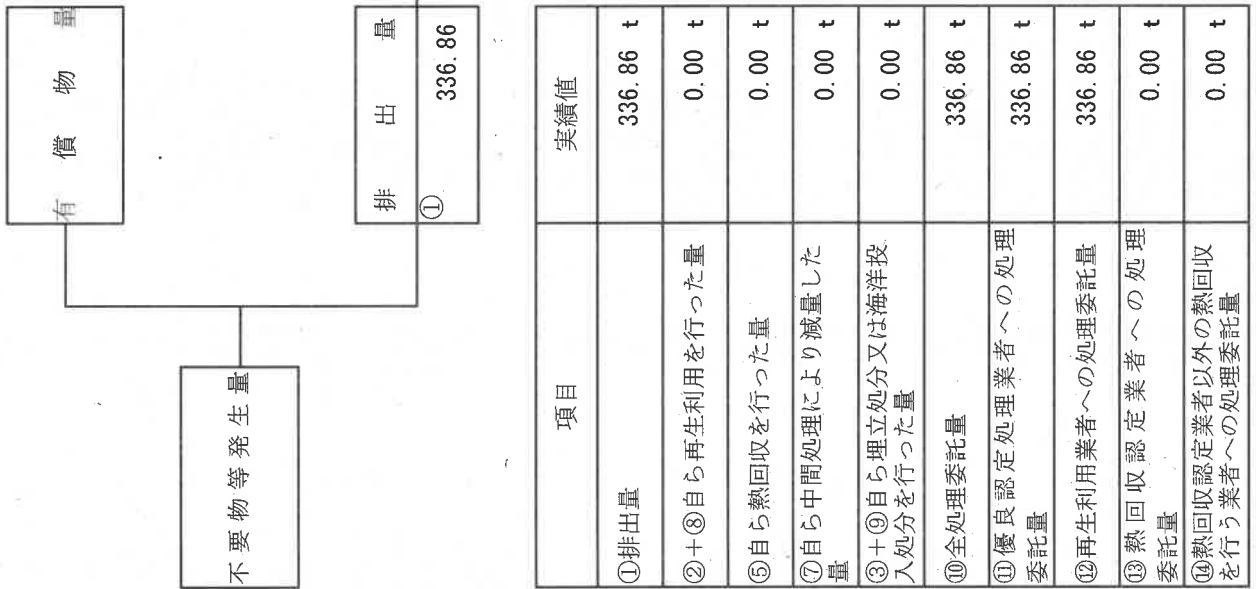 有償物量
不要物等発生量
排出量
① 336.86
項目 実績値
①排出量 336.86 t
②+⑧自ら再生利用を行った量 0.00 t
⑤自ら熱回収を行った量 0.00 t
⑦自ら中間処理により減量した
量 0.00 t
③+⑨自ら埋立処分又は海洋投
入処分を行った量 0.00 t
⑩全処理委託量 336.86 t
⑪優良認定処理業者への処理
委託量 336.86 t
⑫再生利用業者への処理委託量 336.86 t
⑬熱回収認定業者への処理
委託量 0.00 t
⑭熱回収認定業者以外の熱回収
を行う業者への処理委託量 0.00 t